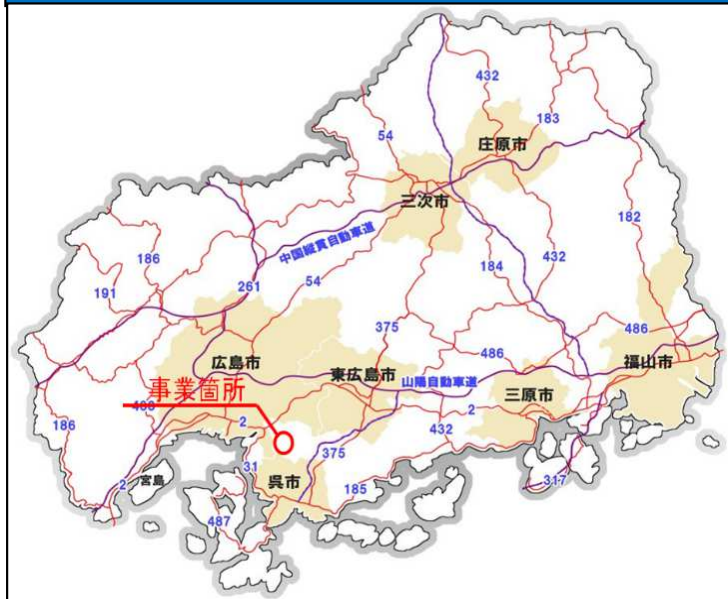 432
183
54
庄原市
三次市
182
186
中国縦貫自動車道
54
184
432
191
261
375
486
486
広島市
東広島市
山陽自動車道
福山市
三原市
事業箇所
2
186
2
432
375
31
2
宮島
呉市
185
317
487